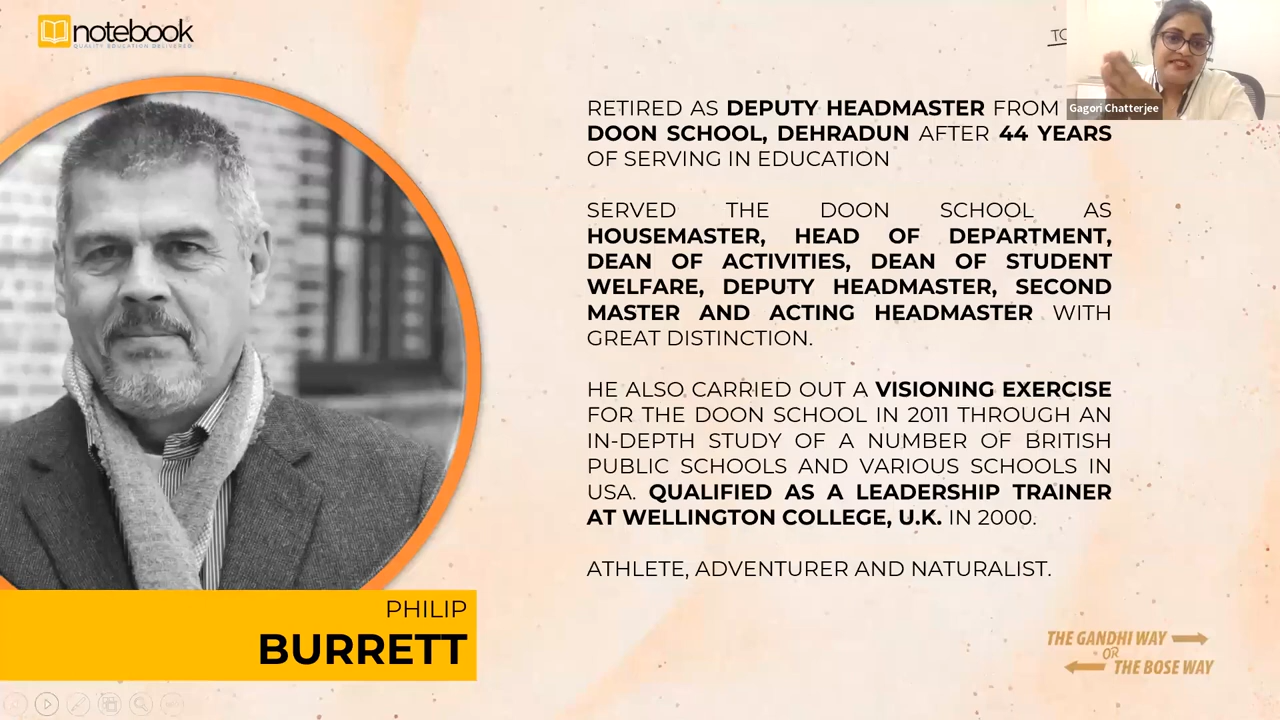 notebook
QUALITY EDUCATION DELIVERED
Gagori Chatterjee
RETIRED AS DEPUTY HEADMASTER FROM
DOON SCHOOL, DEHRADUN AFTER 44 YEARS
OF SERVING IN EDUCATION
SERVED THE DOON SCHOOL AS
HOUSEMASTER, HEAD OF DEPARTMENT,
DEAN OF ACTIVITIES, DEAN OF STUDENT
WELFARE, DEPUTY HEADMASTER, SECOND
MASTER AND ACTING HEADMASTER WITH
GREAT DISTINCTION.
HE ALSO CARRIED OUT A VISIONING EXERCISE
FOR THE DOON SCHOOL IN 2011 THROUGH AN
IN-DEPTH STUDY OF A NUMBER OF BRITISH
PUBLIC SCHOOLS AND VARIOUS SCHOOLS IN
USA. QUALIFIED AS A LEADERSHIP TRAINER
AT WELLINGTON COLLEGE, U.K. IN 2000.
ATHLETE, ADVENTURER AND NATURALIST.
PHILIP
BURRETT
THE GANDHI WAY
OR
THE BOSE WAY